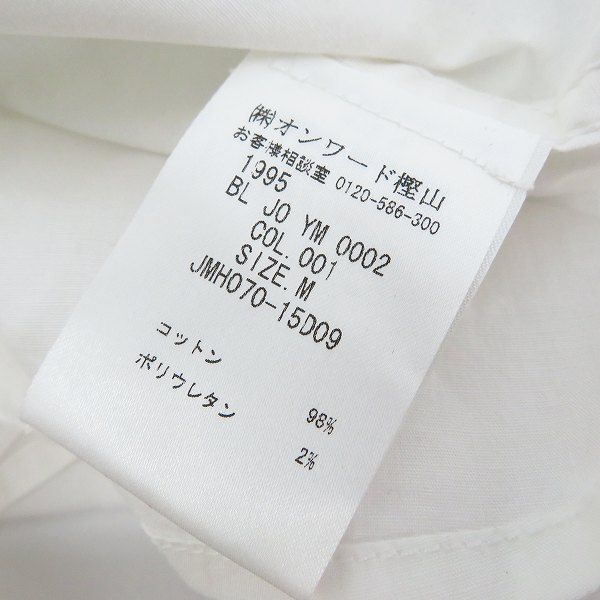 ㈱オンワード樫山
お客様相談室 0120-586-300
1995
BL JO YM 0002
COL.001
SIZE.M
JMH070-15D09
コットン 98%
ポリウレタン 2%